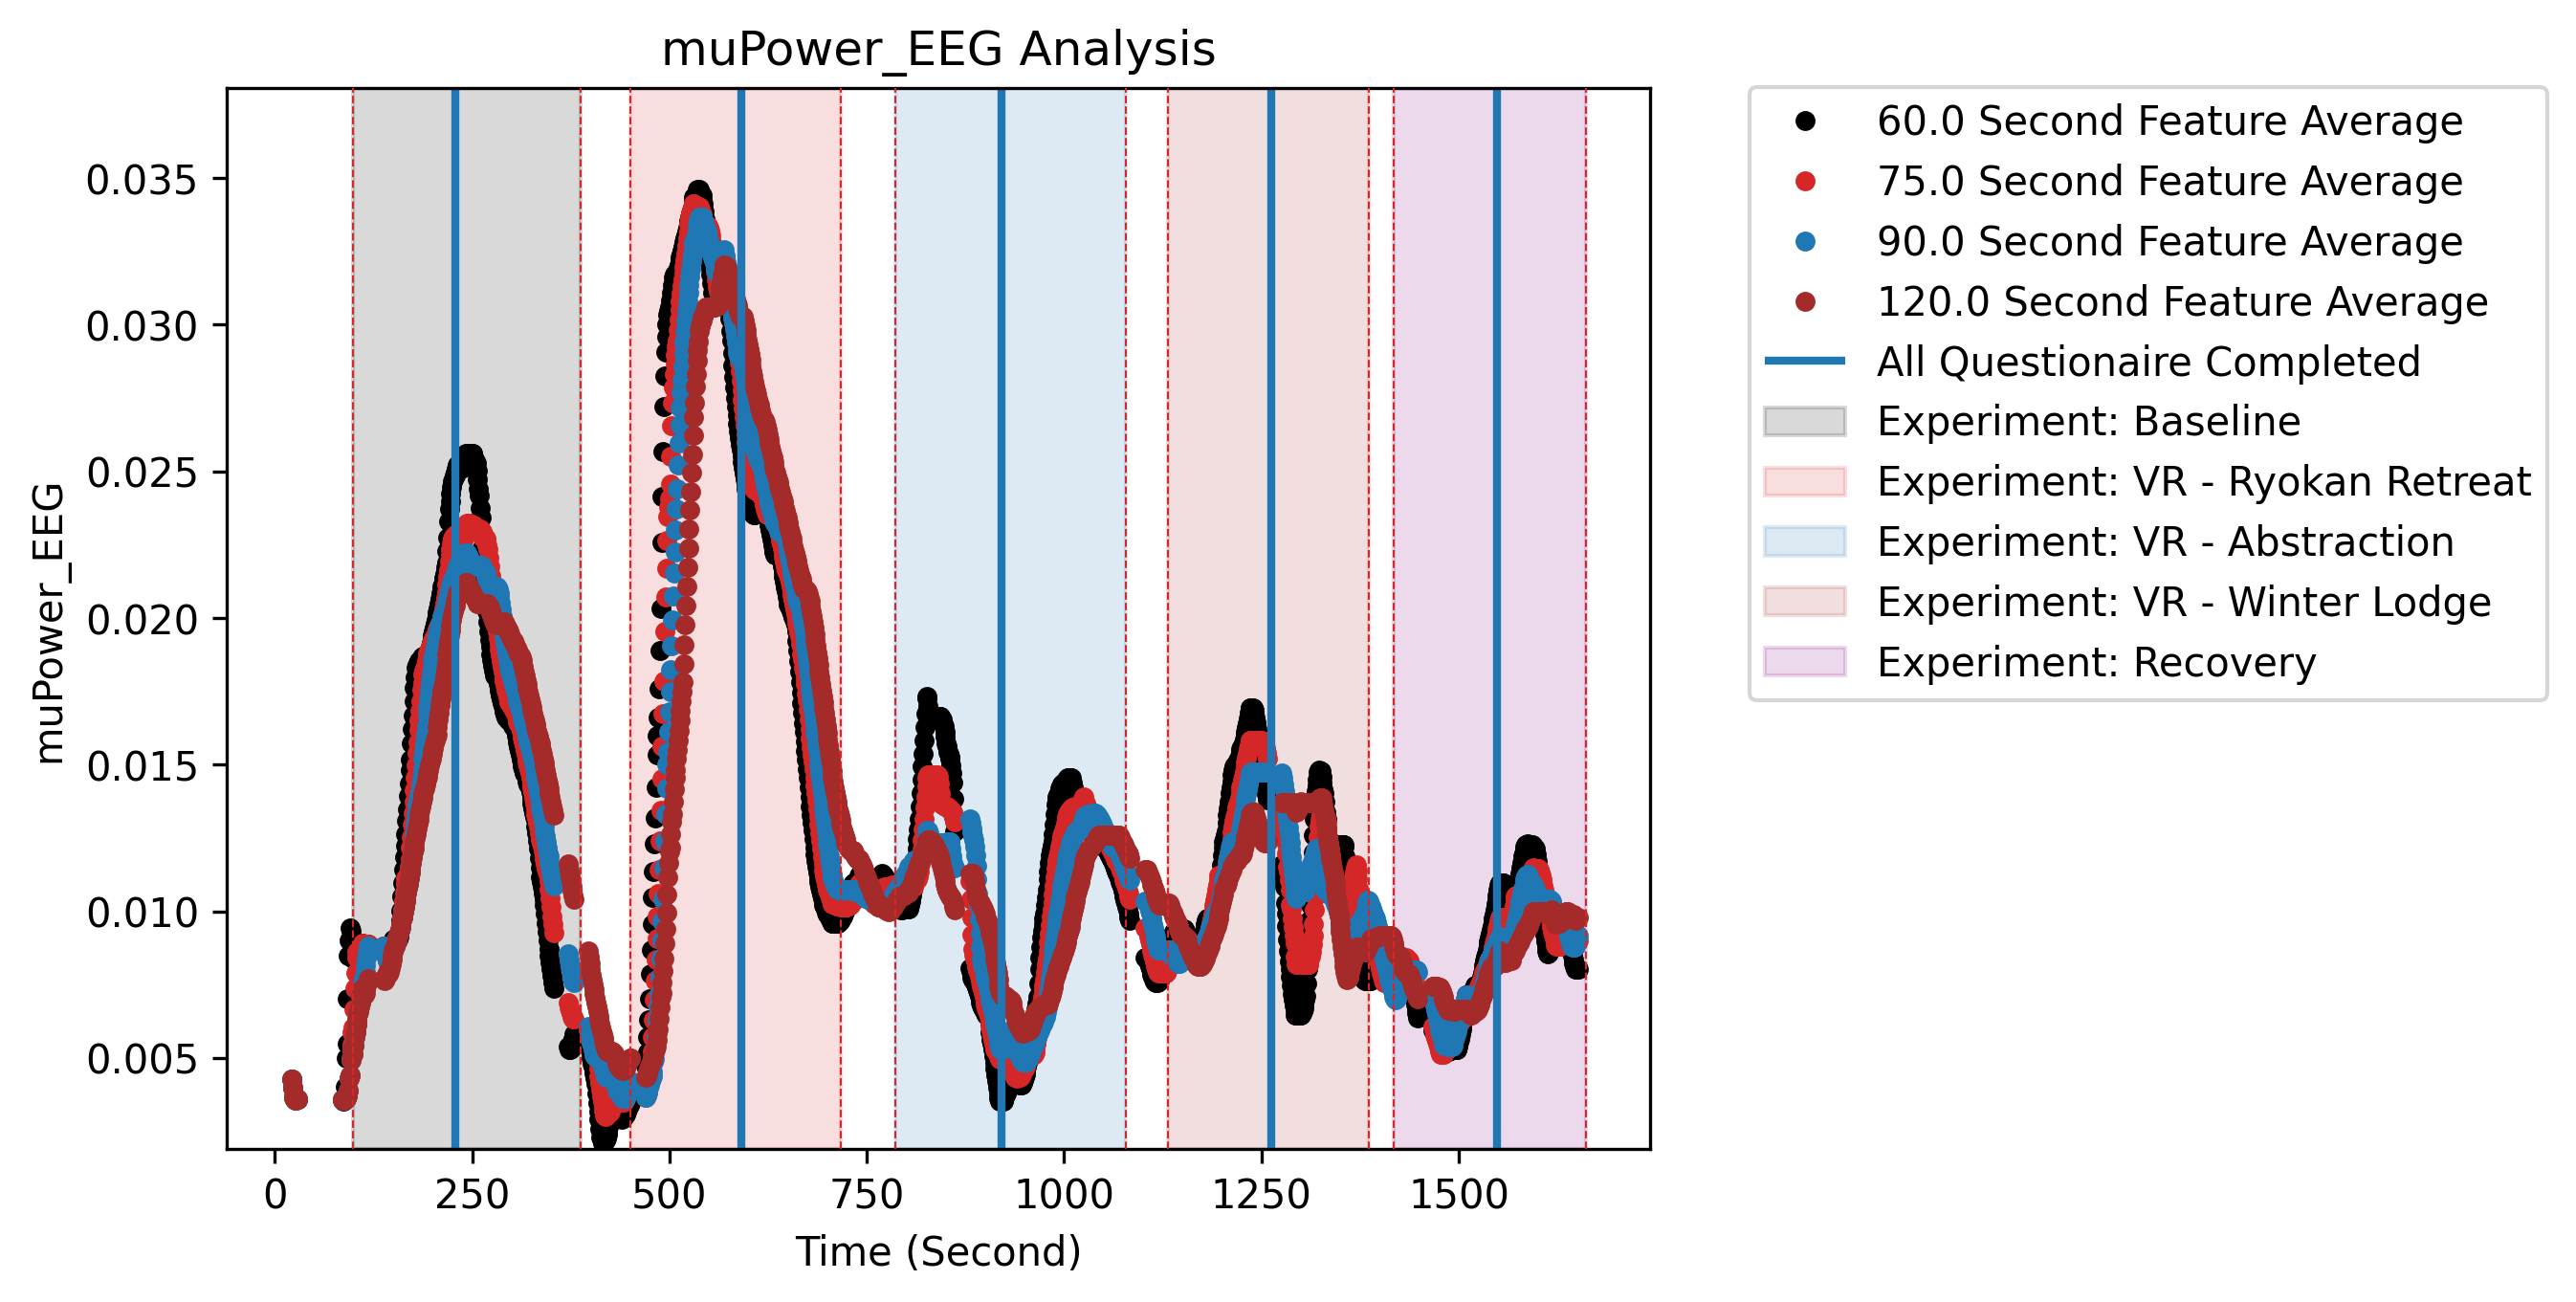 muPower_EEG Analysis
muPower_EEG
0.035
0.030
0.025
0.020
0.015
0.010
0.005
0 250 500 750 1000 1250 1500
Time (Second)
60.0 Second Feature Average
75.0 Second Feature Average
90.0 Second Feature Average
120.0 Second Feature Average
All Questionaire Completed
Experiment: Baseline
Experiment: VR - Ryokan Retreat
Experiment: VR - Abstraction
Experiment: VR - Winter Lodge
Experiment: Recovery